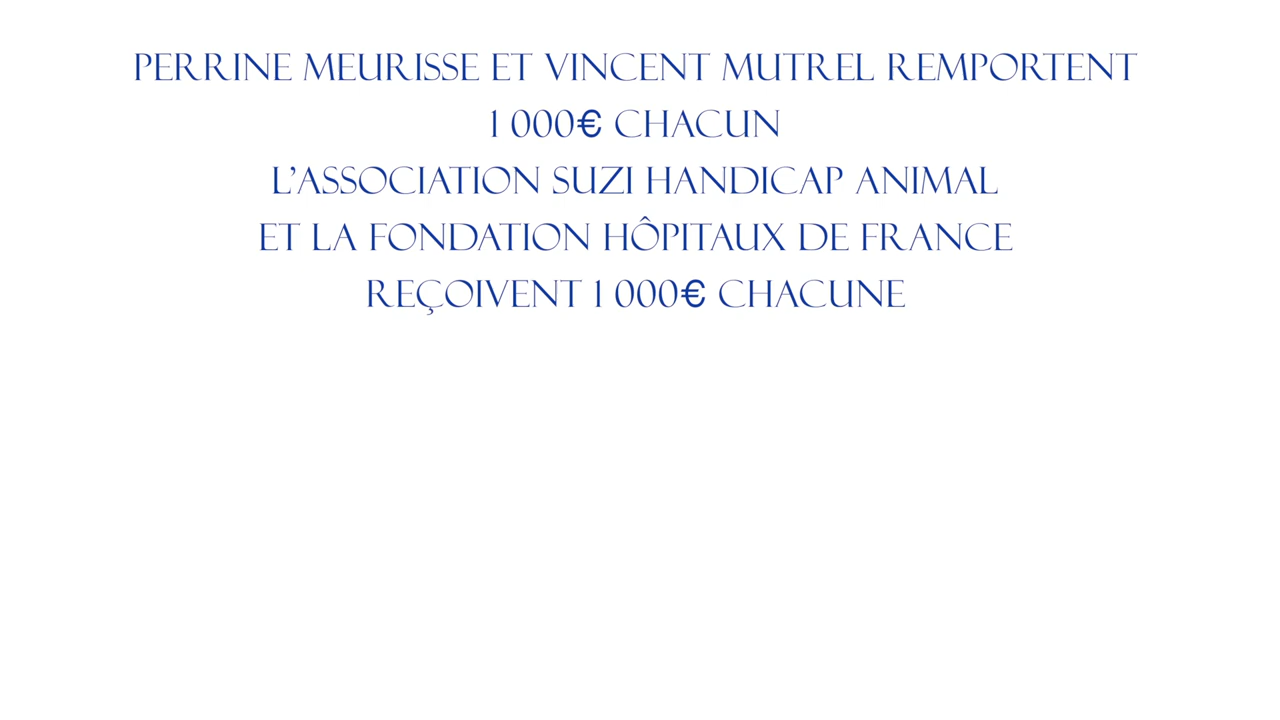 PERRINE MEURISSE ET VINCENT MUTREL REMPORTENT
1 000€ CHACUN
L’ASSOCIATION SUZI HANDICAP ANIMAL
ET LA FONDATION HÔPITAUX DE FRANCE
REÇOIVENT 1 000€ CHACUNE